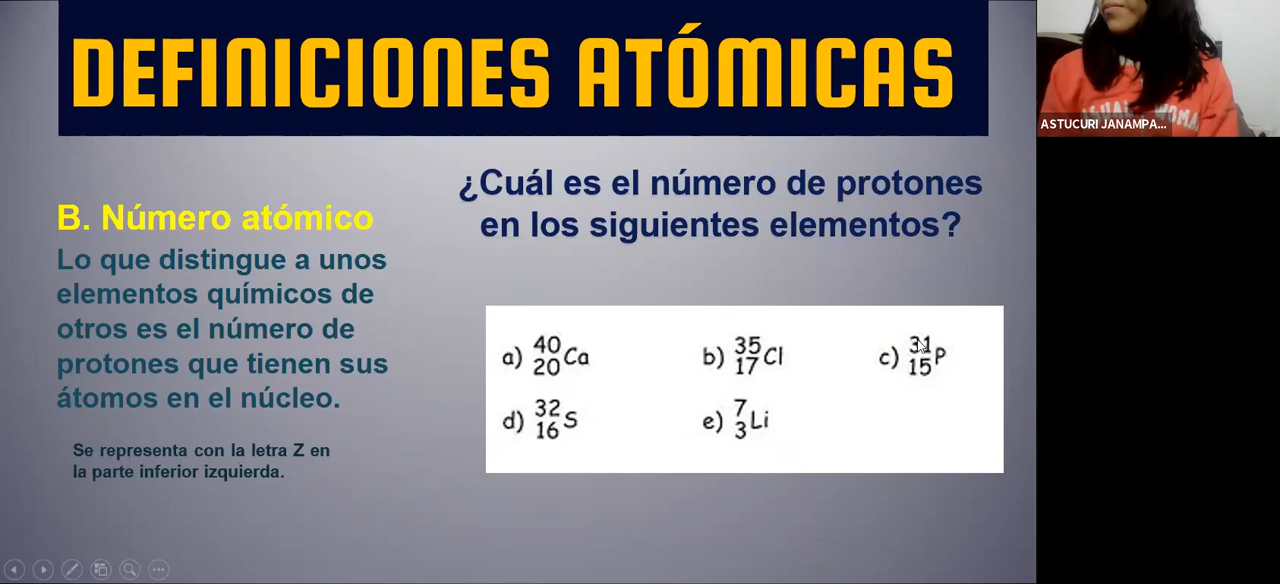 DEFINICIONES ATÓMICAS
B. Número atómico
Lo que distingue a unos
elementos químicos de
otros es el número de
protones que tienen sus
átomos en el núcleo.
Se representa con la letra Z en
la parte inferior izquierda.
¿Cuál es el número de protones
en los siguientes elementos?
a) 40 20 Ca b) 35 17 Cl c) 31 15 P
d) 32 16 S e) 7 3 Li
ASTUCURI JANAMPA...